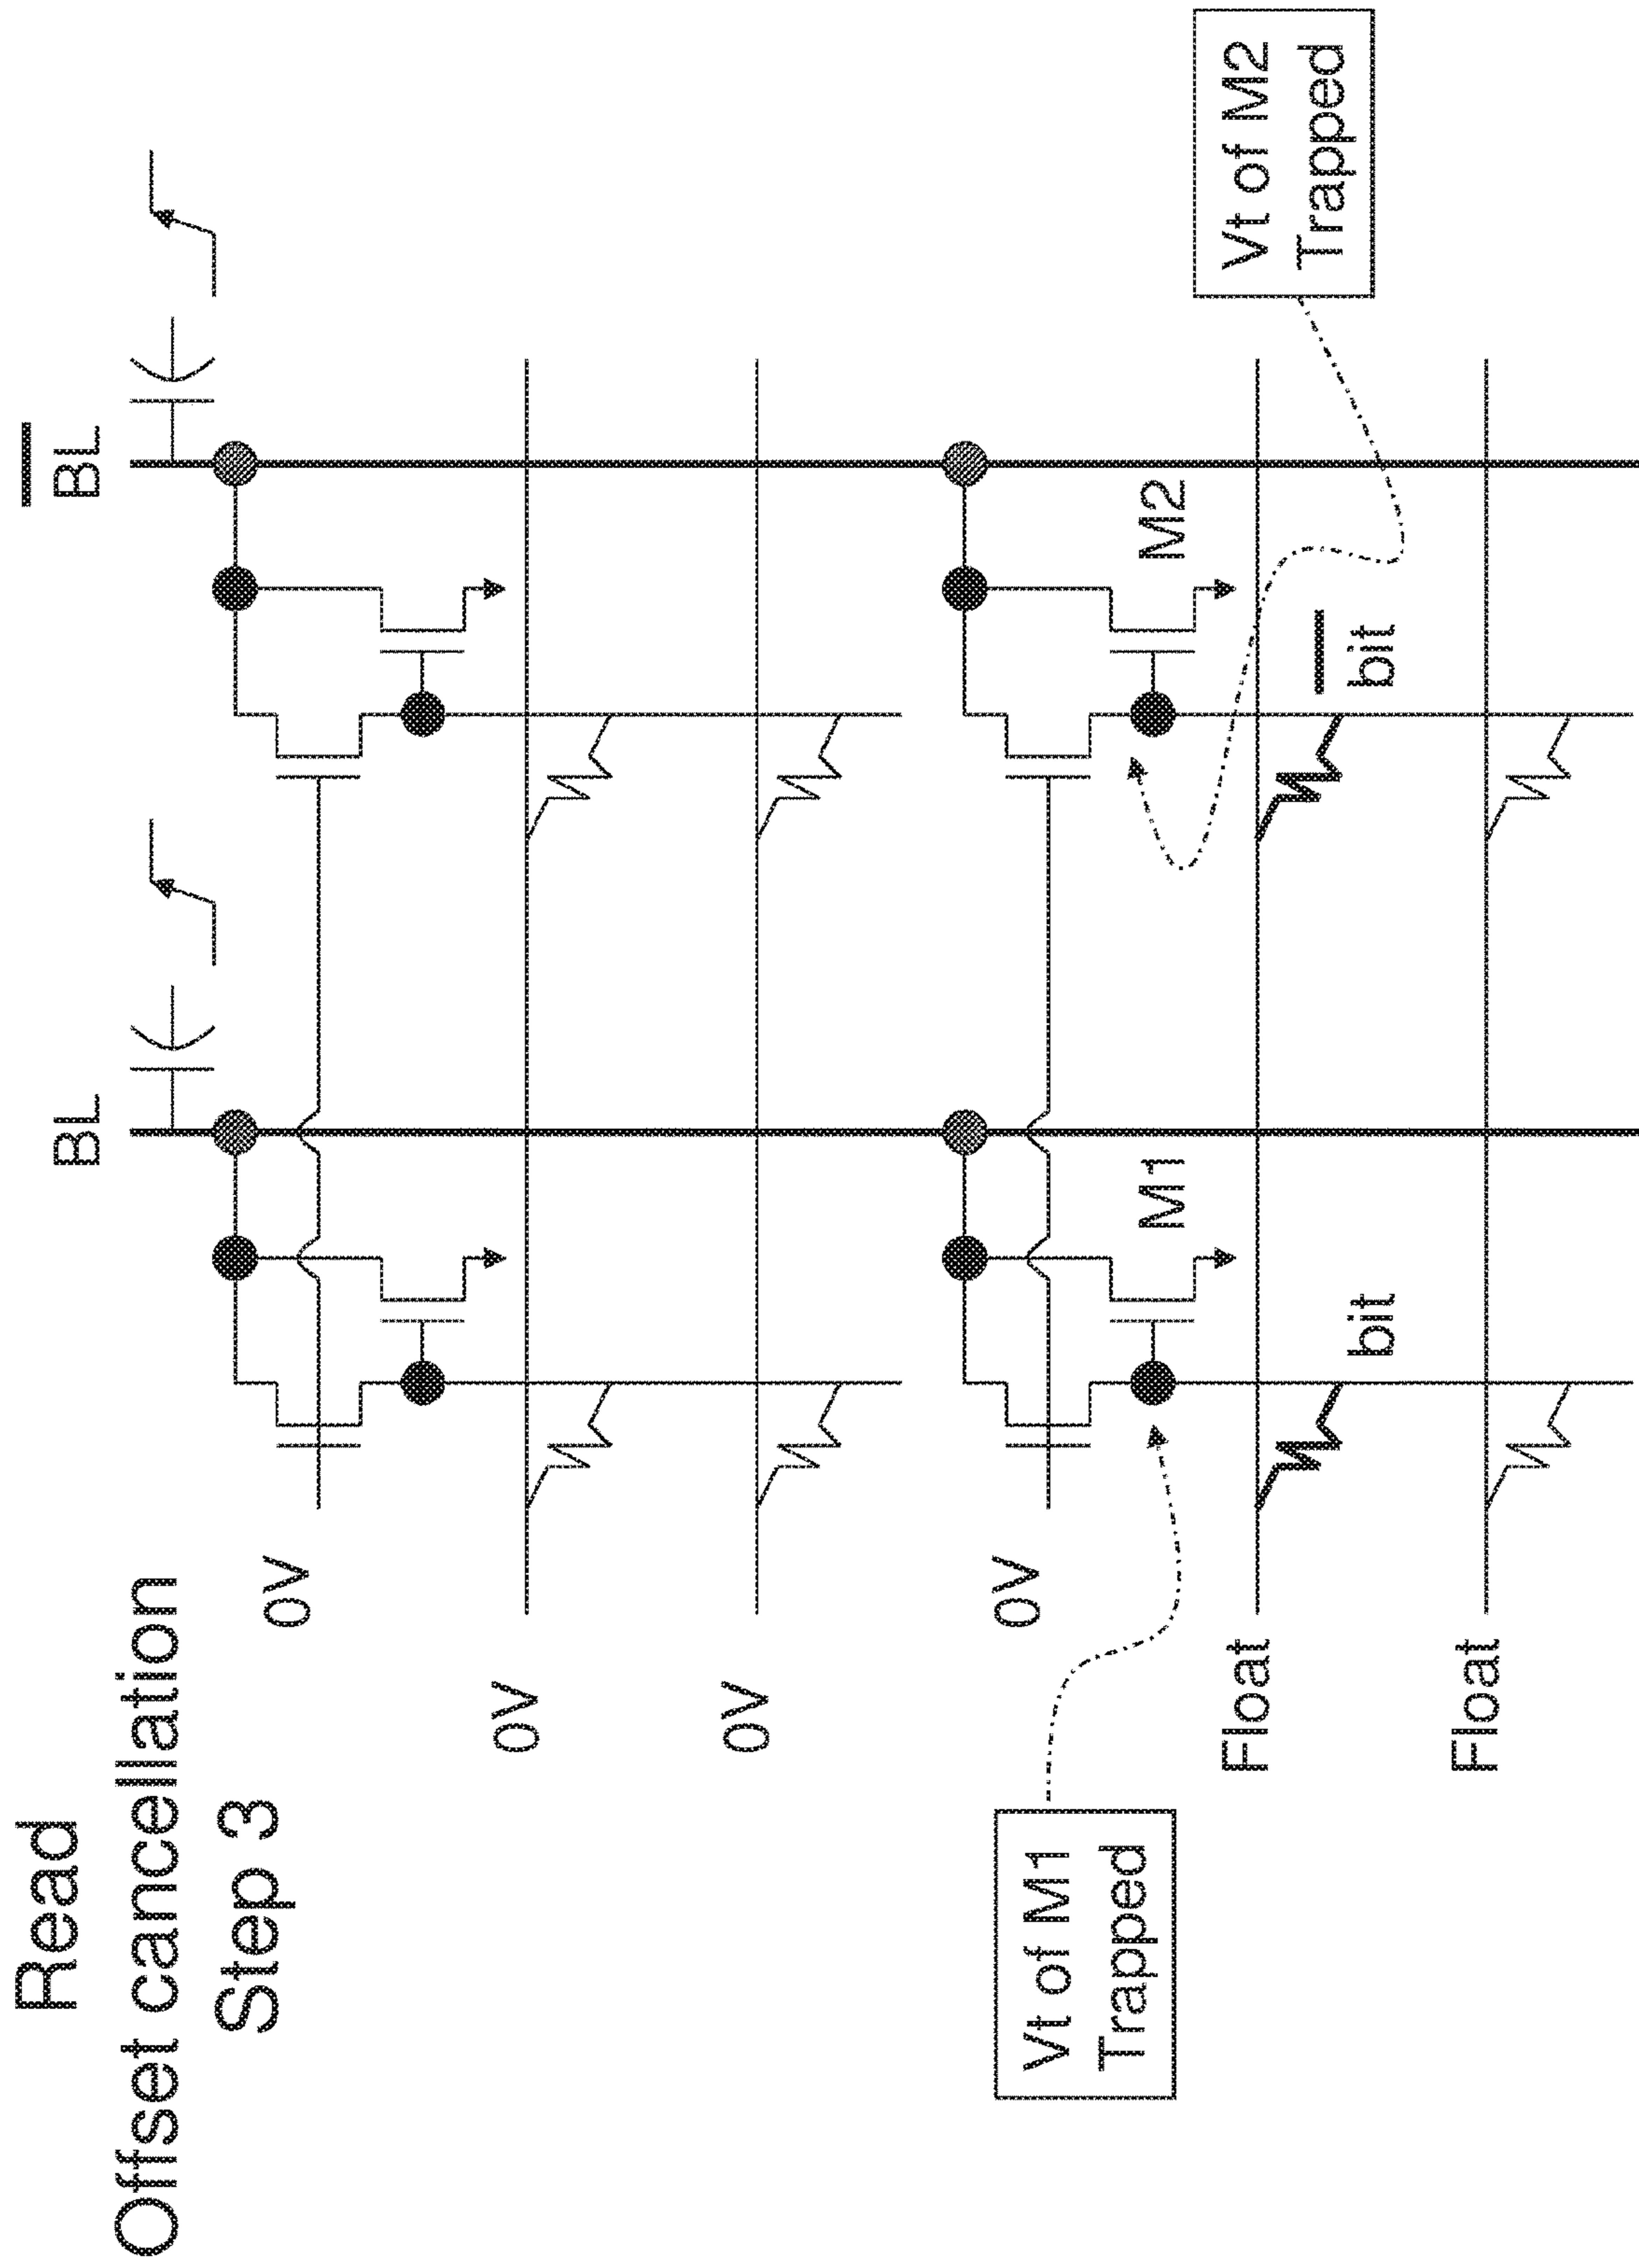 Read
Offset cancellation
Step 3
BL
BL
0V
0V
0V
0V
M1
M2
Vt of M1
Trapped
Vt of M2
Trapped
Float
bit
bit
Float